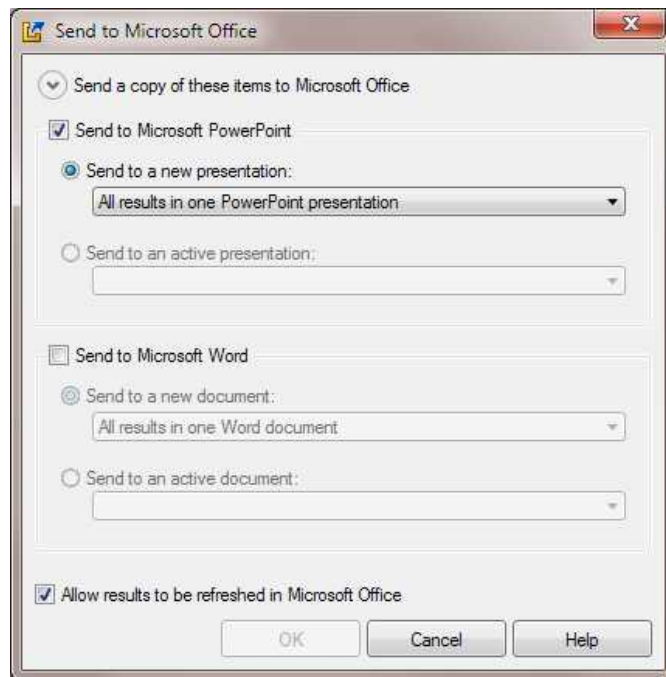 Send to Microsoft Office
Send a copy of these items to Microsoft Office
Send to Microsoft PowerPoint
Send to a new presentation:
All results in one PowerPoint presentation
Send to an active presentation:
Send to Microsoft Word
Send to a new document:
All results in one Word document
Send to an active document:
Allow results to be refreshed in Microsoft Office
OK Cancel Help